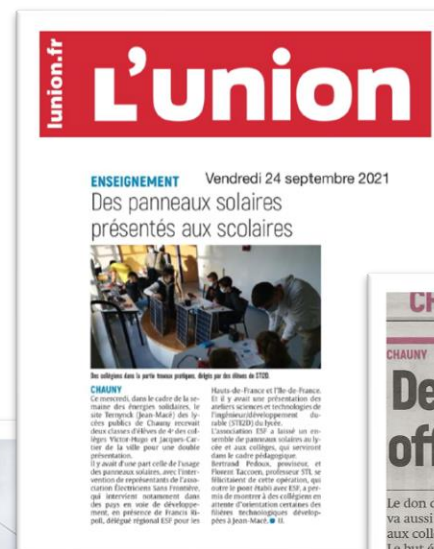 lunion.fr
L'union
ENSEIGNEMENT Vendredi 24 septembre 2021
Des panneaux solaires
présentés aux scolaires
Des collégiens dans la partie travaux pratiques, dirigés par des élèves de STI2D.
CHAUNY
Ce mercredi, dans le cadre de la se-
maine des énergies solidaires, le
site Ternynck (Jean-Macé) des ly-
cées publics de Chauny recevait
deux classes d'élèves de 4e des col-
lèges Victor-Hugo et Jacques-Car-
tier de la ville pour une double
présentation.
Il y avait d'une part celle de l'usage
des panneaux solaires, avec l'inter-
vention de représentants de l'asso-
ciation Électriciens Sans Frontière,
qui intervient notamment dans
des pays en voie de développe-
ment, en présence de Francis Ri-
poli, délégué régional ESF pour les
Hauts-de-France et l'Île-de-France.
Et il y avait une présentation des
ateliers sciences et technologies de
l'ingénieur/développement du-
rable (STI2D) du lycée.
L'association ESF a laissé un en-
semble de panneaux solaires au ly-
cée et aux collèges, qui serviront
dans le cadre pédagogique.
Bertrand Pedoux, proviseur, et
Florent Taccoen, professeur STI, se
félicitaient de cette opération, qui
outre le pont établi avec ESF, a per-
mis de montrer à des collégiens en
attente d'orientation certaines des
filières technologiques dévelop-
pées à Jean-Macé.
CH
CHAUNY
De
off
Le don d
va aussi
aux coll